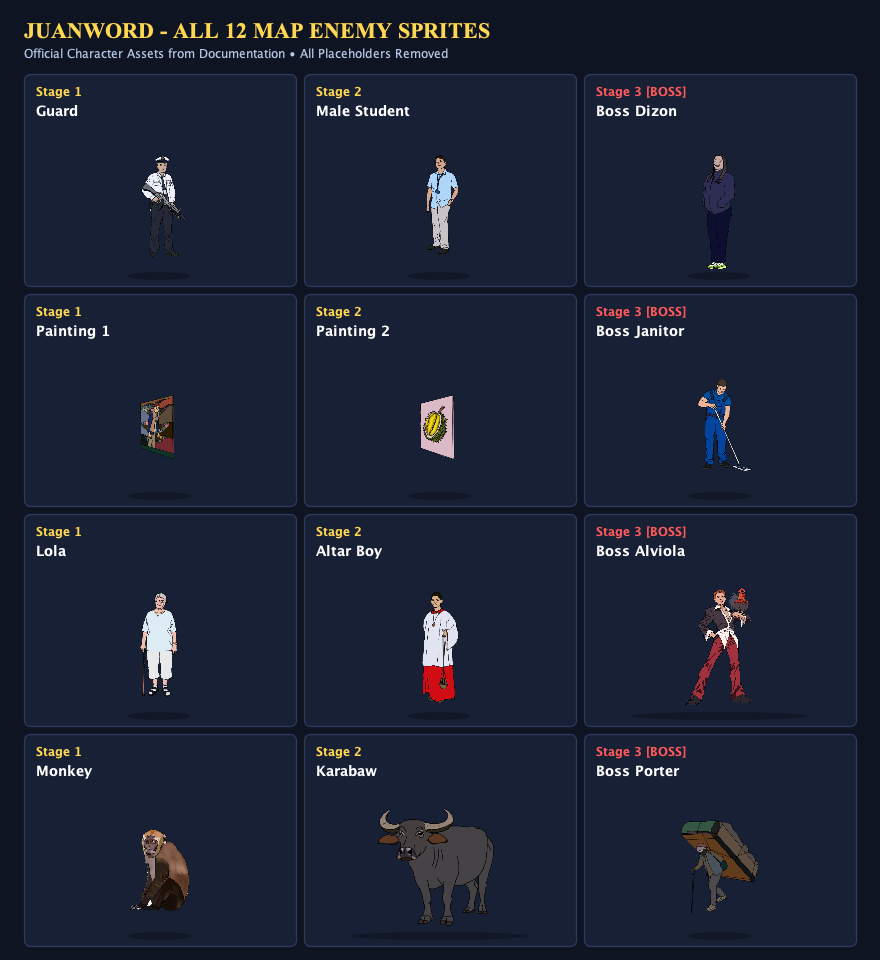 JUANWORD - ALL 12 MAP ENEMY SPRITES
Official Character Assets from Documentation • All Placeholders Removed
Stage 1
Guard
Stage 2
Male Student
Stage 3 [BOSS]
Boss Dizon
Stage 1
Painting 1
Stage 2
Painting 2
Stage 3 [BOSS]
Boss Janitor
Stage 1
Lola
Stage 2
Altar Boy
Stage 3 [BOSS]
Boss Alviola
Stage 1
Monkey
Stage 2
Karabaw
Stage 3 [BOSS]
Boss Porter